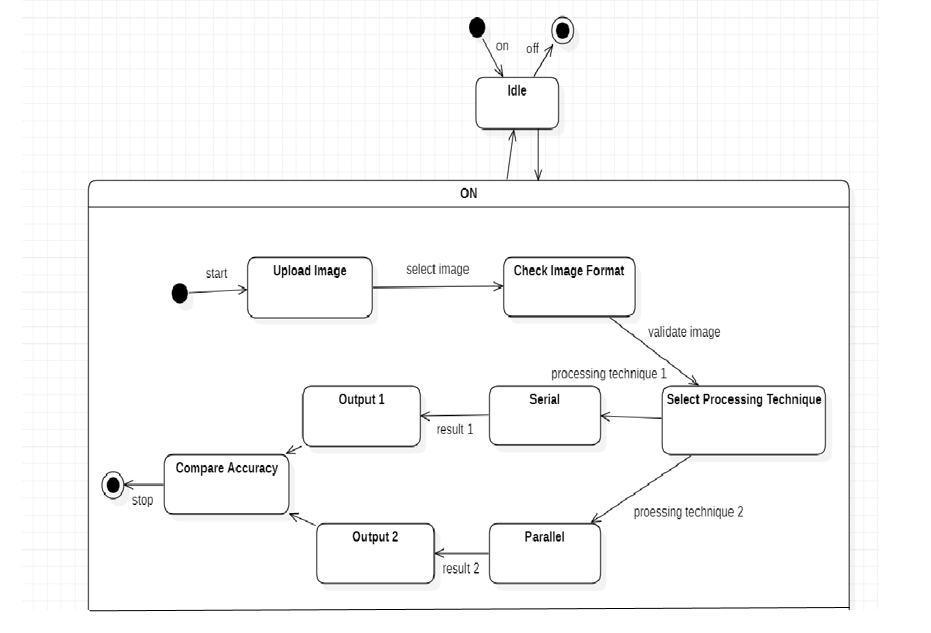 on
off
Idle
ON
start
Upload Image
select image
Check Image Format
validate image
processing technique 1
Output 1
Serial
Select Processing Technique
result 1
Compare Accuracy
stop
proessing technique 2
Output 2
Parallel
result 2